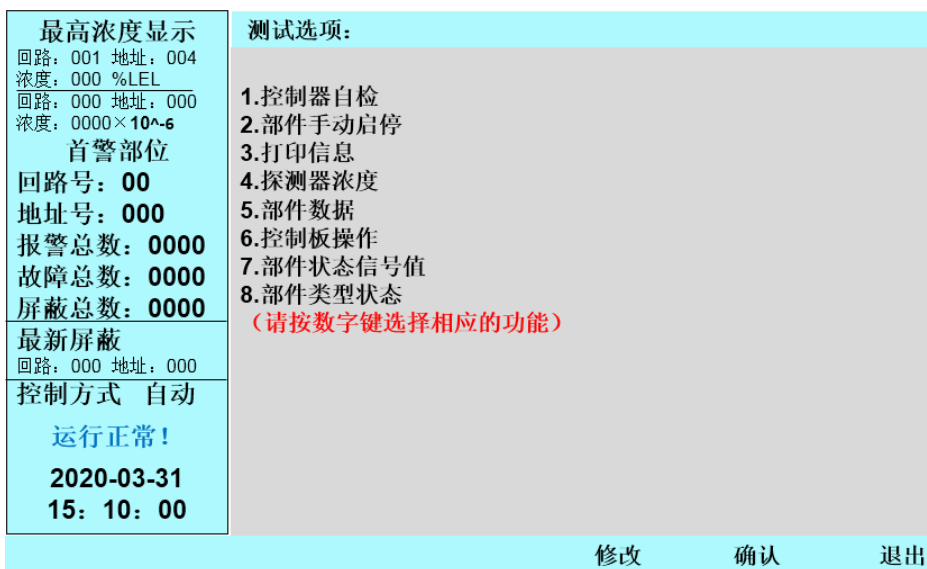 最高浓度显示
回路：001 地址：004
浓度：000 %LEL
回路：000 地址：000
浓度：0000×10^-6
首警部位
回路号：00
地址号：000
报警总数：0000
故障总数：0000
屏蔽总数：0000
最新屏蔽
回路：000 地址：000
控制方式 自动
运行正常！
2020-03-31
15：10：00
测试选项：
1.控制器自检
2.部件手动启停
3.打印信息
4.探测器浓度
5.部件数据
6.控制板操作
7.部件状态信号值
8.部件类型状态
（请按数字键选择相应的功能）
修改 确认 退出